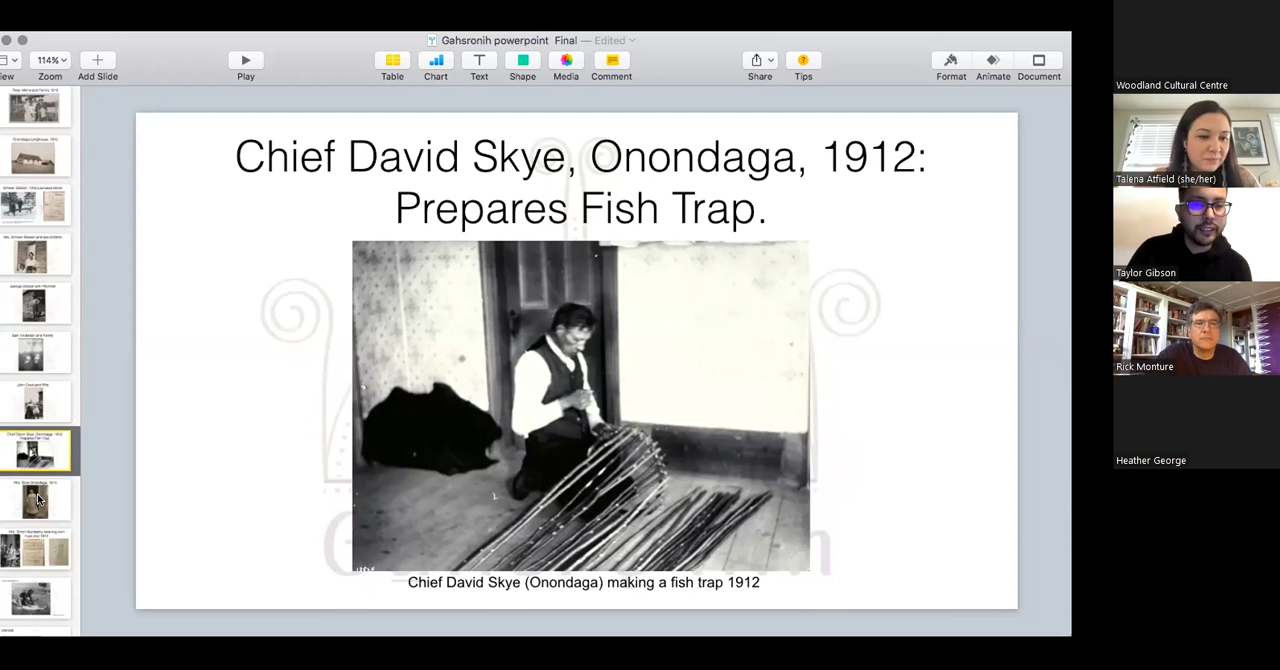 Gahsronih powerpoint Final — Edited
114%
Zoom
Add Slide
Play
Table
Chart
Text
Shape
Media
Comment
Share
Tips
Format
Animate
Document
Chief David Skye, Onondaga, 1912:
Prepares Fish Trap.
Chief David Skye (Onondaga) making a fish trap 1912
Woodland Cultural Centre
Talena Atfield (she/her)
Taylor Gibson
Rick Monture
Heather George